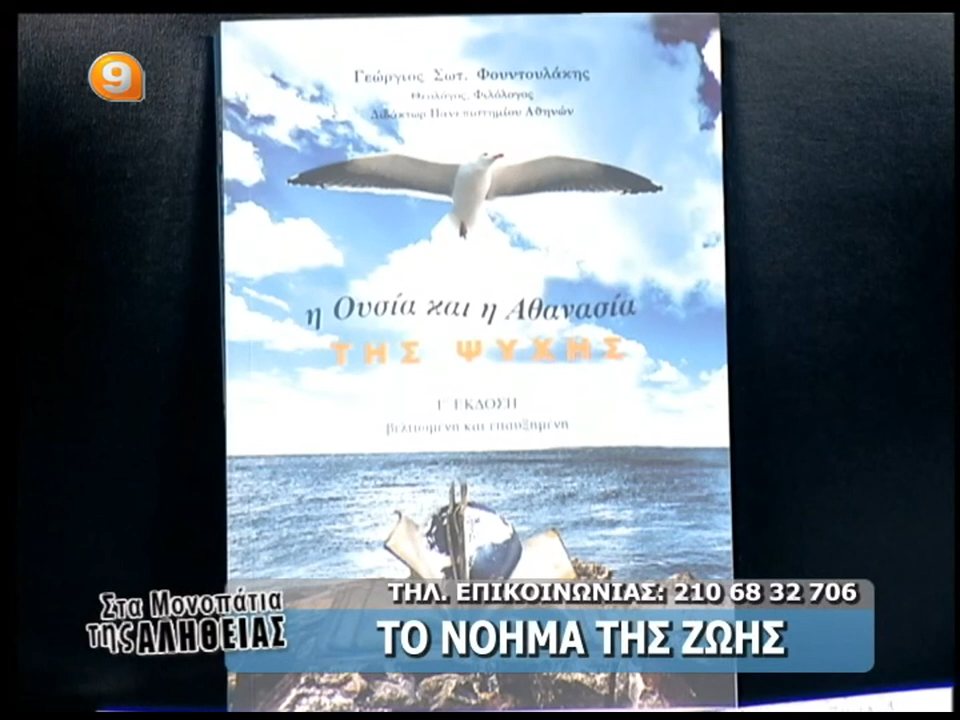 9
Γεώργιος Σωτ. Φουντουλάκης
Θεολόγος, Φιλόλογος
Διδάκτωρ Πανεπιστημίου Αθηνών
η Ουσία και η Αθανασία
ΤΗΣ ΨΥΧΗΣ
Γ' ΕΚΔΟΣΗ
βελτιωμένη και επαυξημένη
ΤΗΛ. ΕΠΙΚΟΙΝΩΝΙΑΣ: 210 68 32 706
Στα Μονοπάτια
της ΑΛΗΘΕΙΑΣ
ΤΟ ΝΟΗΜΑ ΤΗΣ ΖΩΗΣ